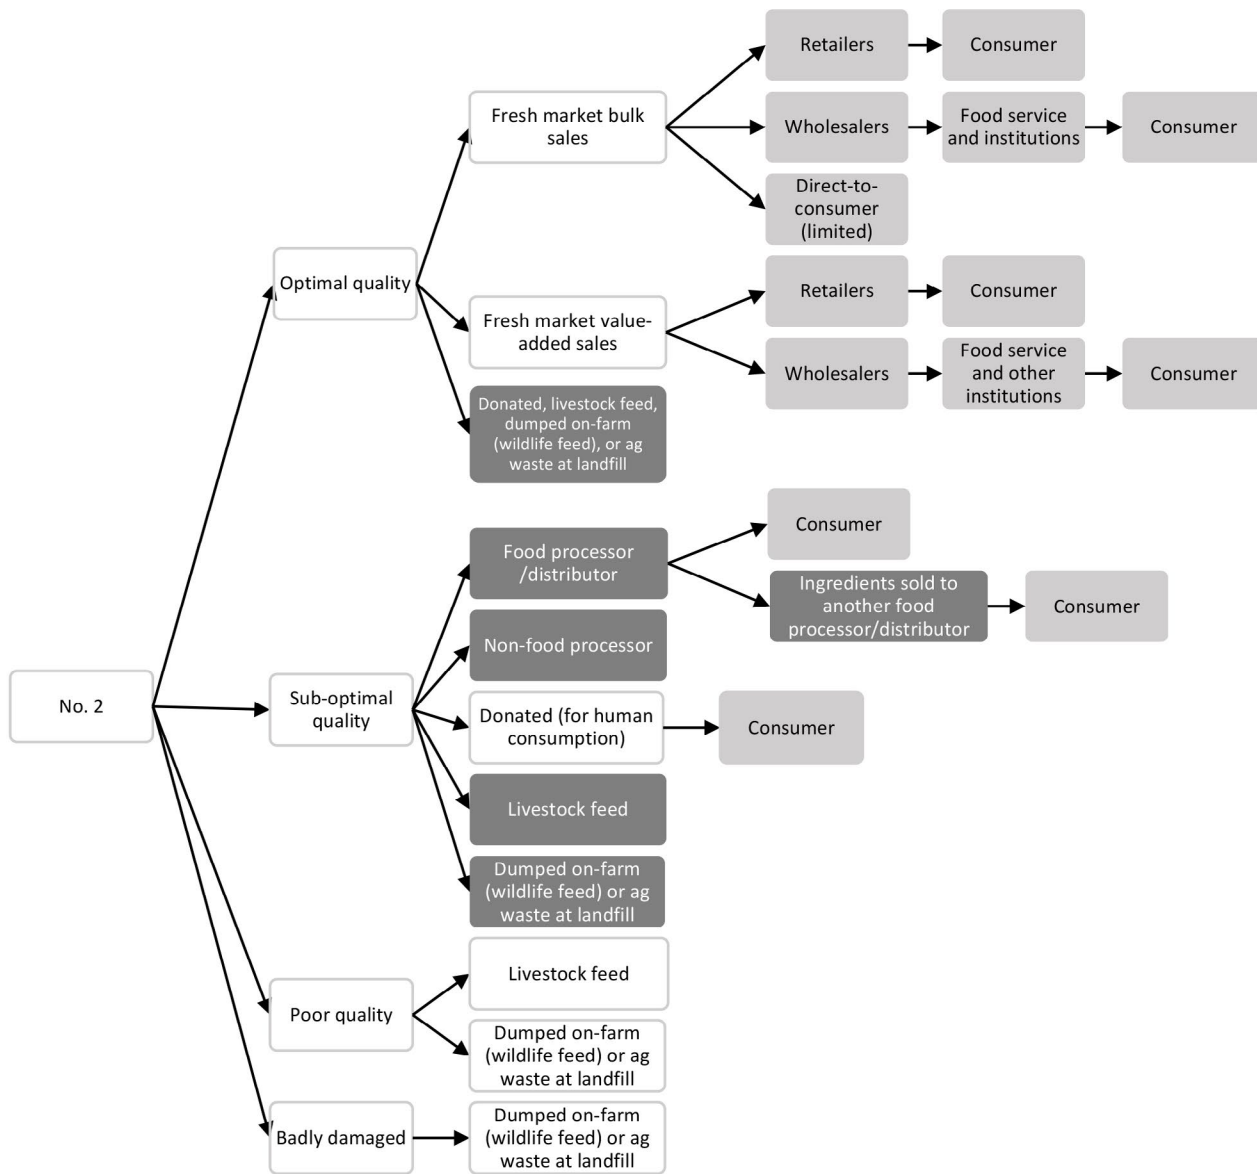 No. 2
Optimal quality
Fresh market bulk
sales
Retailers
Consumer
Wholesalers
Food service
and institutions
Consumer
Direct-to-
consumer
(limited)
Fresh market value-
added sales
Retailers
Consumer
Wholesalers
Food service
and other
institutions
Consumer
Donated, livestock feed,
dumped on-farm
(wildlife feed), or ag
waste at landfill
Sub-optimal
quality
Food processor
/distributor
Consumer
Ingredients sold to
another food
processor/distributor
Consumer
Non-food processor
Donated (for human
consumption)
Consumer
Livestock feed
Dumped on-farm
(wildlife feed) or ag
waste at landfill
Poor quality
Livestock feed
Dumped on-farm
(wildlife feed) or ag
waste at landfill
Badly damaged
Dumped on-farm
(wildlife feed) or ag
waste at landfill